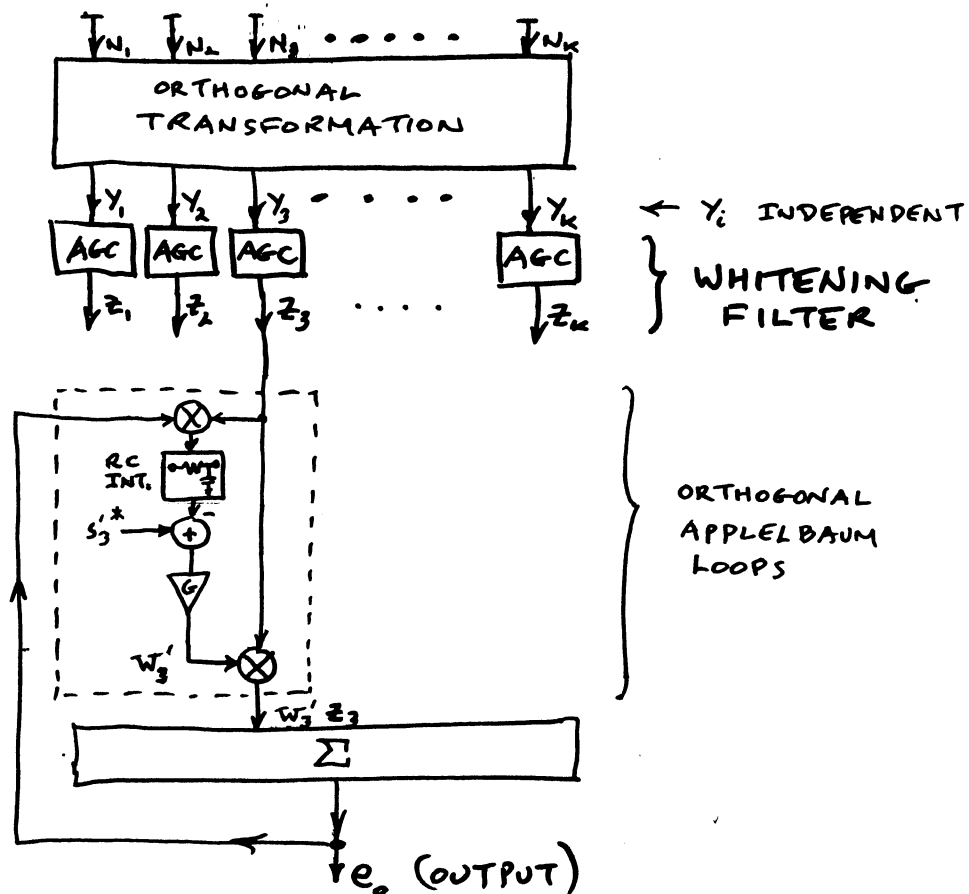 N₁ N₂ N₃ . . . . . Nₖ
ORTHOGONAL
TRANSFORMATION
Y₁ Y₂ Y₃ . . . . Yₖ
← Yᵢ INDEPENDENT
AGC AGC AGC AGC
WHITENING
FILTER
Z₁ Z₂ Z₃ . . . . Zₖ
RC
INT.
-
S₃'* +
G
W₃'
ORTHOGONAL
APPLELBAUM
LOOPS
W₃' Z₃
Σ
e₀ (OUTPUT)